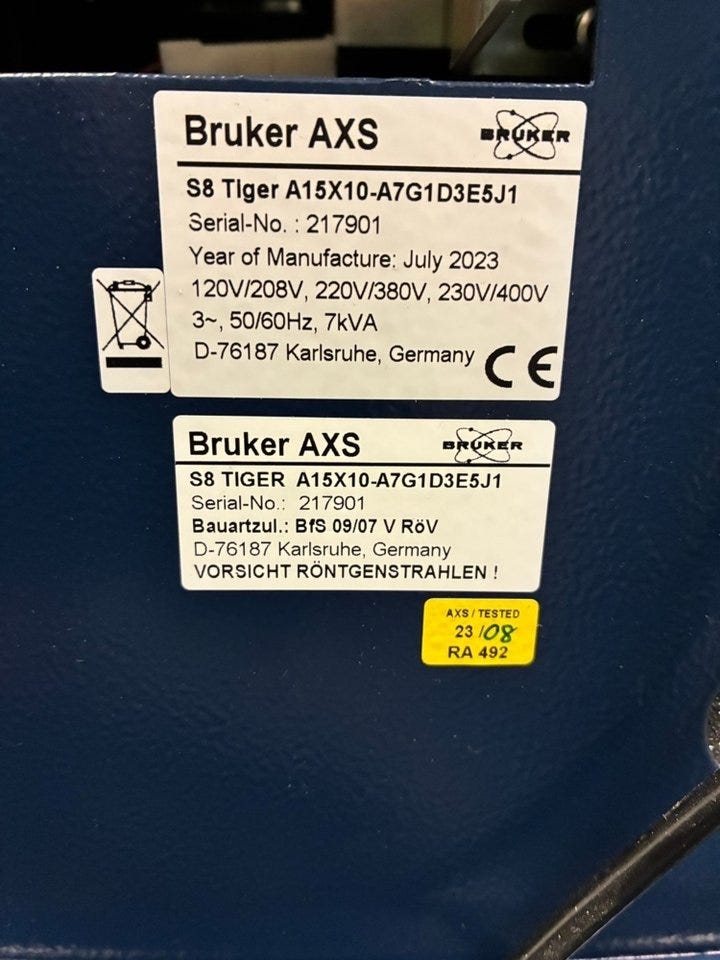 Bruker AXS
BRUKER
S8 Tiger A15X10-A7G1D3E5J1
Serial-No. : 217901
Year of Manufacture: July 2023
120V/208V, 220V/380V, 230V/400V
3~, 50/60Hz, 7kVA
D-76187 Karlsruhe, Germany
CE
Bruker AXS
BRUKER
S8 TIGER A15X10-A7G1D3E5J1
Serial-No.: 217901
Bauartzul.: BfS 09/07 V RöV
D-76187 Karlsruhe, Germany
VORSICHT RÖNTGENSTRAHLEN !
AXS / TESTED
23 /08
RA 492